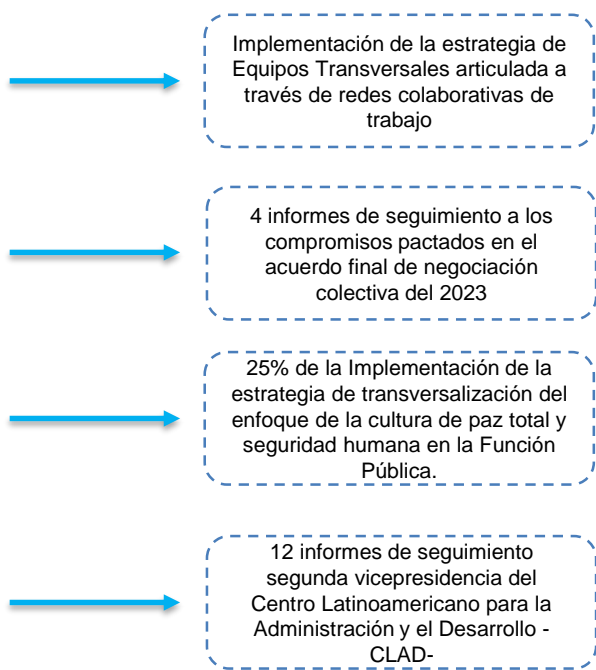 Implementación de la estrategia de
Equipos Transversales articulada a
través de redes colaborativas de
trabajo
4 informes de seguimiento a los
compromisos pactados en el
acuerdo final de negociación
colectiva del 2023
25% de la Implementación de la
estrategia de transversalización del
enfoque de la cultura de paz total y
seguridad humana en la Función
Pública.
12 informes de seguimiento
segunda vicepresidencia del
Centro Latinoamericano para la
Administración y el Desarrollo -
CLAD-